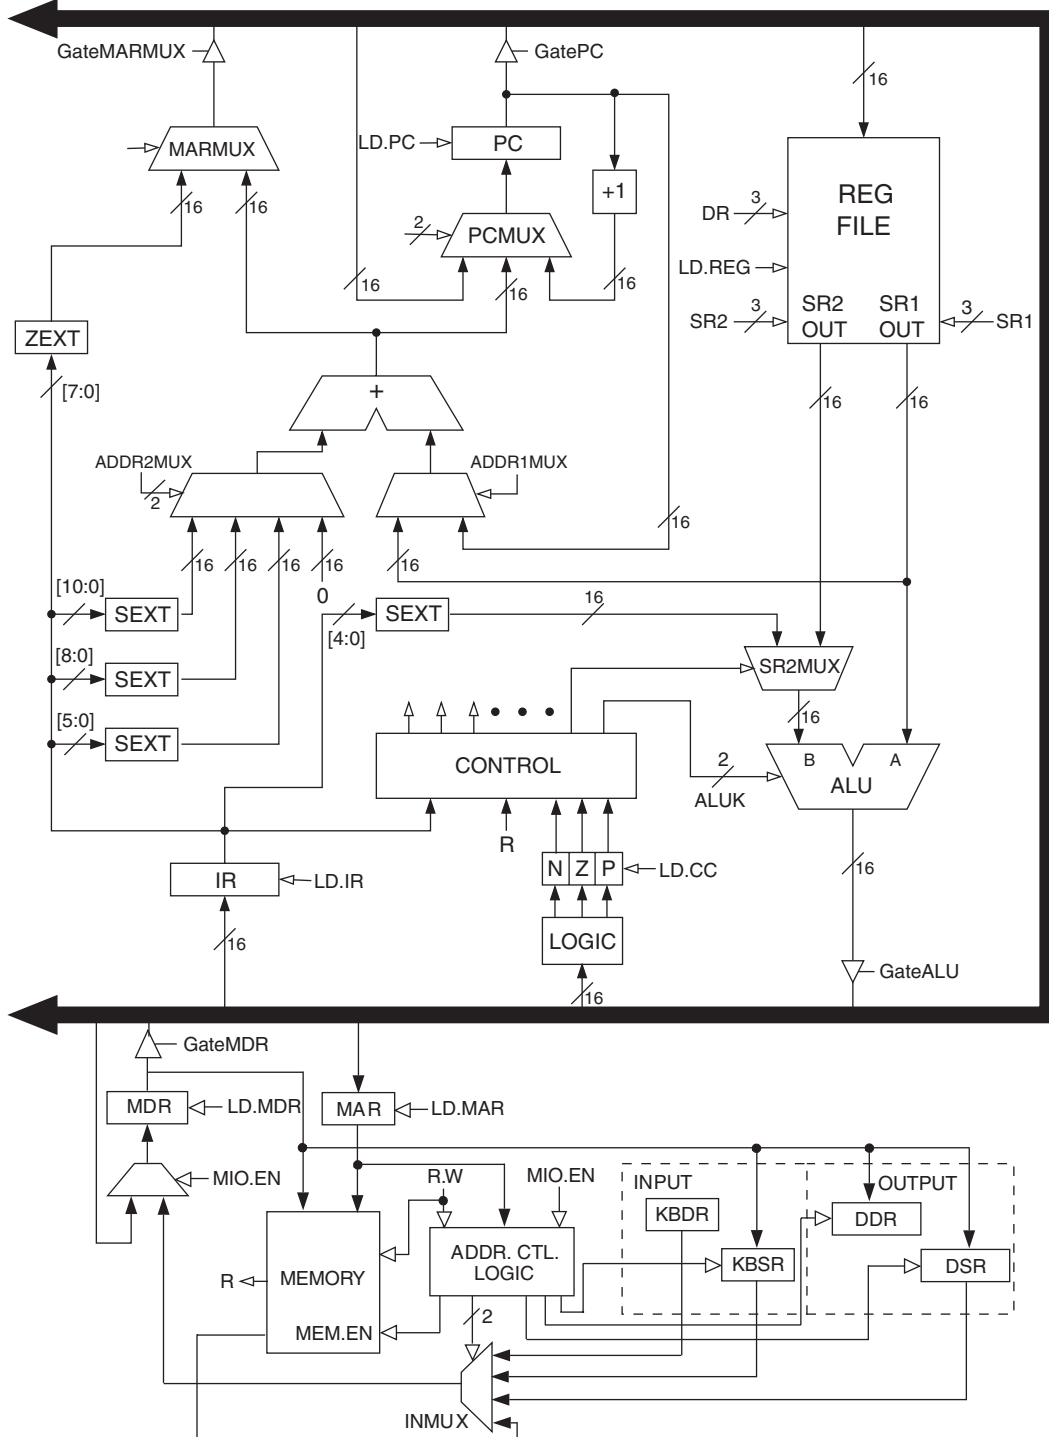 GateMARMUX
GatePC
16
MARMUX
LD.PC
PC
16
16
+1
REG
FILE
DR
3
2
PCMUX
LD.REG
16
16
16
SR2
3
SR2
OUT
SR1
OUT
3
SR1
ZEXT
[7:0]
+
16
16
ADDR2MUX
2
ADDR1MUX
16
16
16
16
16
16
0
[10:0]
SEXT
[4:0]
SEXT
16
[8:0]
SEXT
SR2MUX
[5:0]
SEXT
16
CONTROL
2
ALUK
B
A
ALU
R
IR
LD.IR
N
Z
P
LD.CC
16
16
LOGIC
GateALU
16
GateMDR
MDR
LD.MDR
MAR
LD.MAR
MIO.EN
R.W
MIO.EN
INPUT
OUTPUT
KBDR
DDR
ADDR. CTL.
LOGIC
KBSR
DSR
R
MEMORY
MEM.EN
2
INMUX